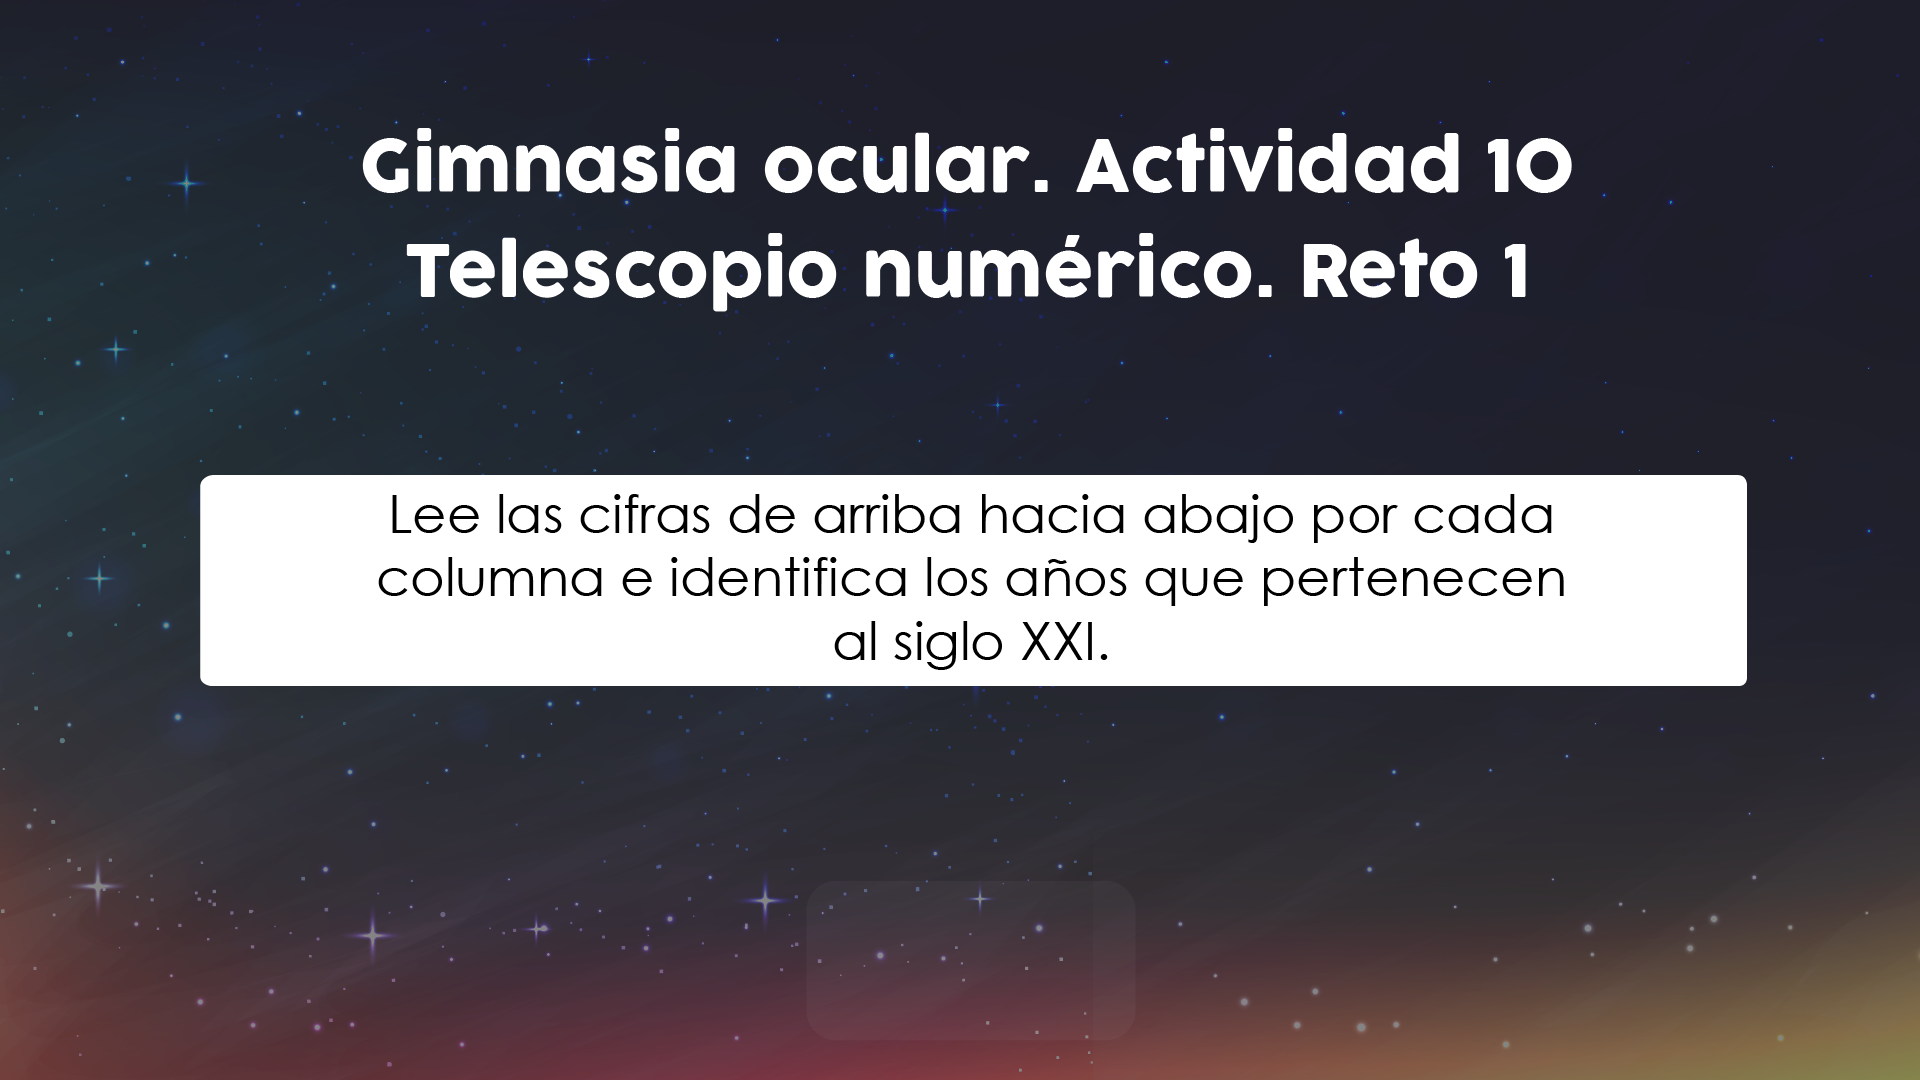 Gimnasia ocular. Actividad 10
Telescopio numérico. Reto 1
Lee las cifras de arriba hacia abajo por cada
columna e identifica los años que pertenecen
al siglo XXI.